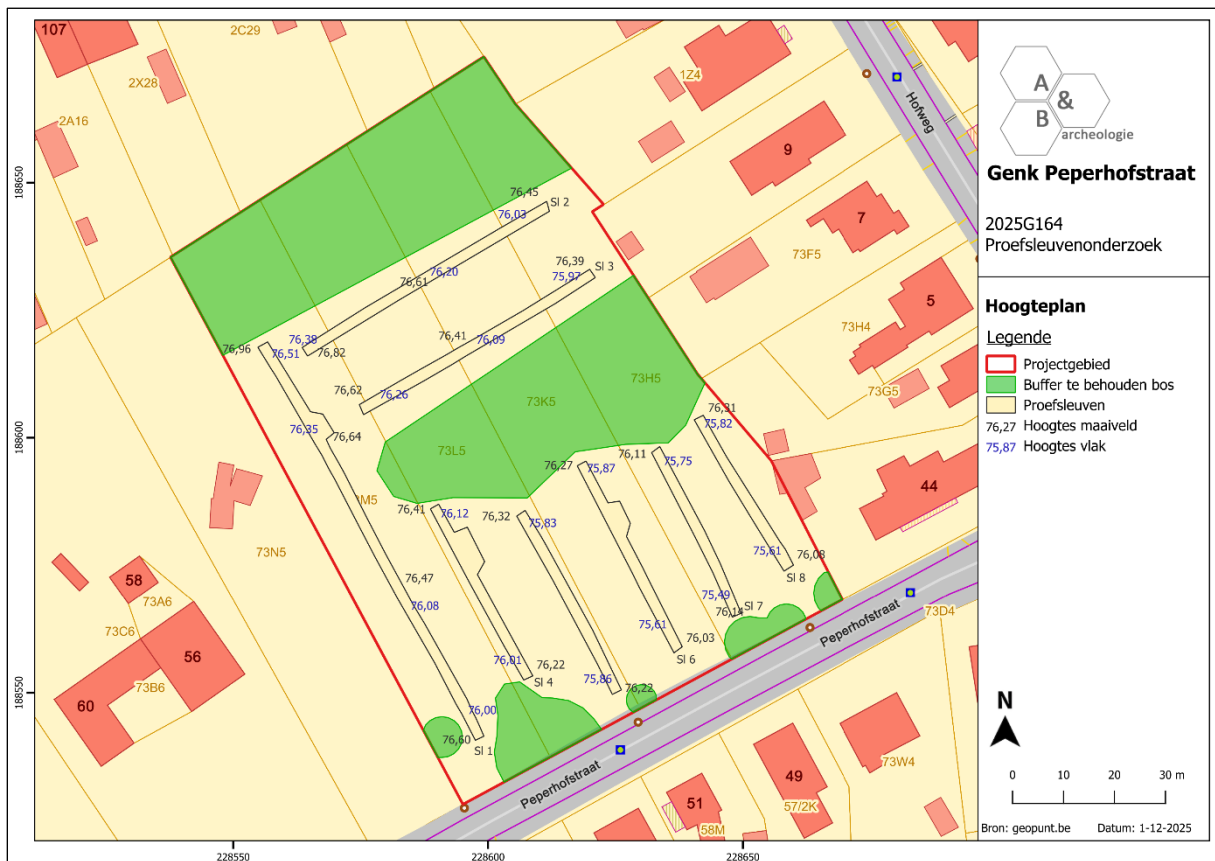 107
2C29
2X28
2A16
1Z4
Hofweg
9
7
73F5
5
73H4
73G5
44
188650
188600
188550
76,45
76,03
Sl 2
76,39
Sl 3
75,97
76,20
76,61
76,41
76,09
76,38
76,82
76,96
76,51
76,62
76,26
76,35
76,64
73H5
73K5
73L5
76,31
75,82
76,11
75,75
76,27
75,87
M5
76,41
76,12
76,32
75,83
73N5
76,47
76,08
75,61
76,08
Sl 8
75,49
76,14
Sl 7
75,61
76,03
Sl 6
76,01
76,22
Sl 4
75,86
76,22
76,00
76,60
Sl 1
58
73A6
73C6
56
73B6
60
Peperhofstraat
Peperhofstraat
73D4
73W4
49
57/2K
51
58M
228550
228600
228650
A
&
B
archeologie
Genk Peperhofstraat
2025G164
Proefsleuvenonderzoek
Hoogteplan
Legende
Projectgebied
Buffer te behouden bos
Proefsleuven
76,27 Hoogtes maaiveld
75,87 Hoogtes vlak
N
0 10 20 30 m
Bron: geopunt.be Datum: 1-12-2025